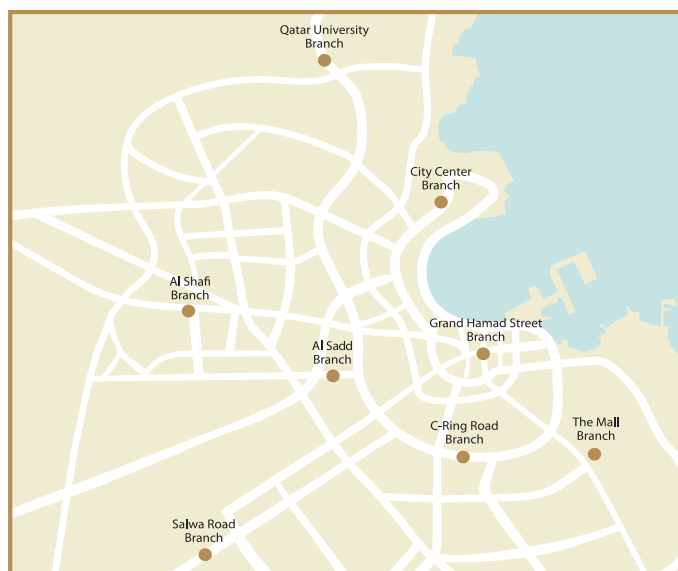 Qatar University
Branch
City Center
Branch
Al Shafi
Branch
Grand Hamad Street
Branch
Al Sadd
Branch
C-Ring Road
Branch
The Mall
Branch
Salwa Road
Branch